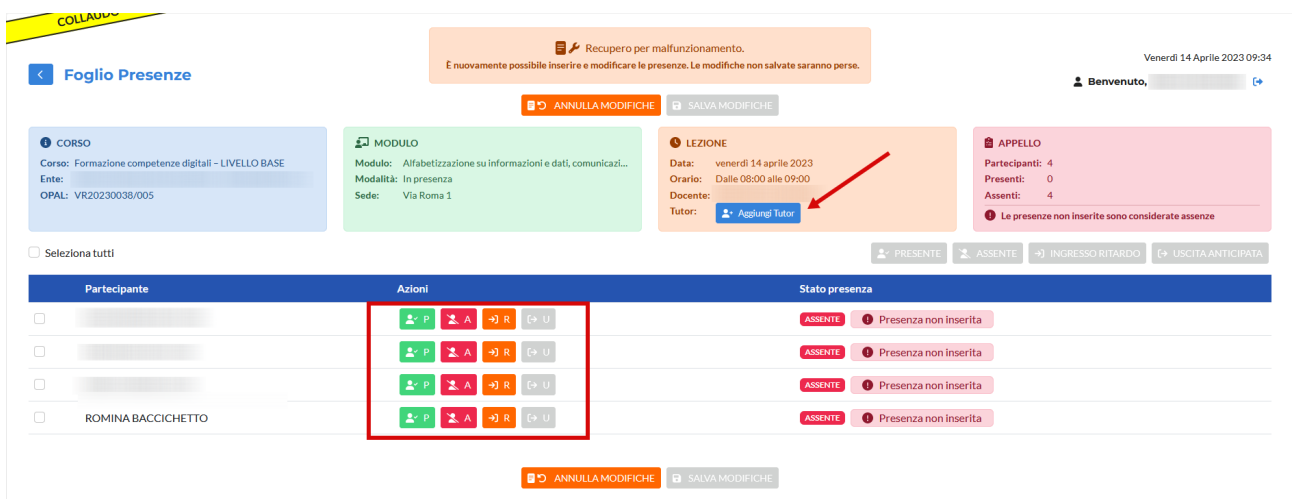 COLLAUDO
Recupero per malfunzionamento.
È nuovamente possibile inserire e modificare le presenze. Le modifiche non salvate saranno perse.
Venerdì 14 Aprile 2023 09:34
Foglio Presenze
Benvenuto,
ANNULLA MODIFICHE SALVA MODIFICHE
CORSO
Corso: Formazione competenze digitali – LIVELLO BASE
Ente:
OPAL: VR20230038/005
MODULO
Modulo: Alfabetizzazione su informazioni e dati, comunicazi...
Modalità: In presenza
Sede: Via Roma 1
LEZIONE
Data: venerdì 14 aprile 2023
Orario: Dalle 08:00 alle 09:00
Docente:
Tutor: Aggiungi Tutor
APPELLO
Partecipanti: 4
Presenti: 0
Assenti: 4
Le presenze non inserite sono considerate assenze
Seleziona tutti
PRESENTE ASSENTE INGRESSO RITARDO USCITA ANTICIPATA
Partecipante Azioni Stato presenza
P A R U ASSENTE Presenza non inserita
P A R U ASSENTE Presenza non inserita
P A R U ASSENTE Presenza non inserita
ROMINA BACCICHETTO P A R U ASSENTE Presenza non inserita
ANNULLA MODIFICHE SALVA MODIFICHE